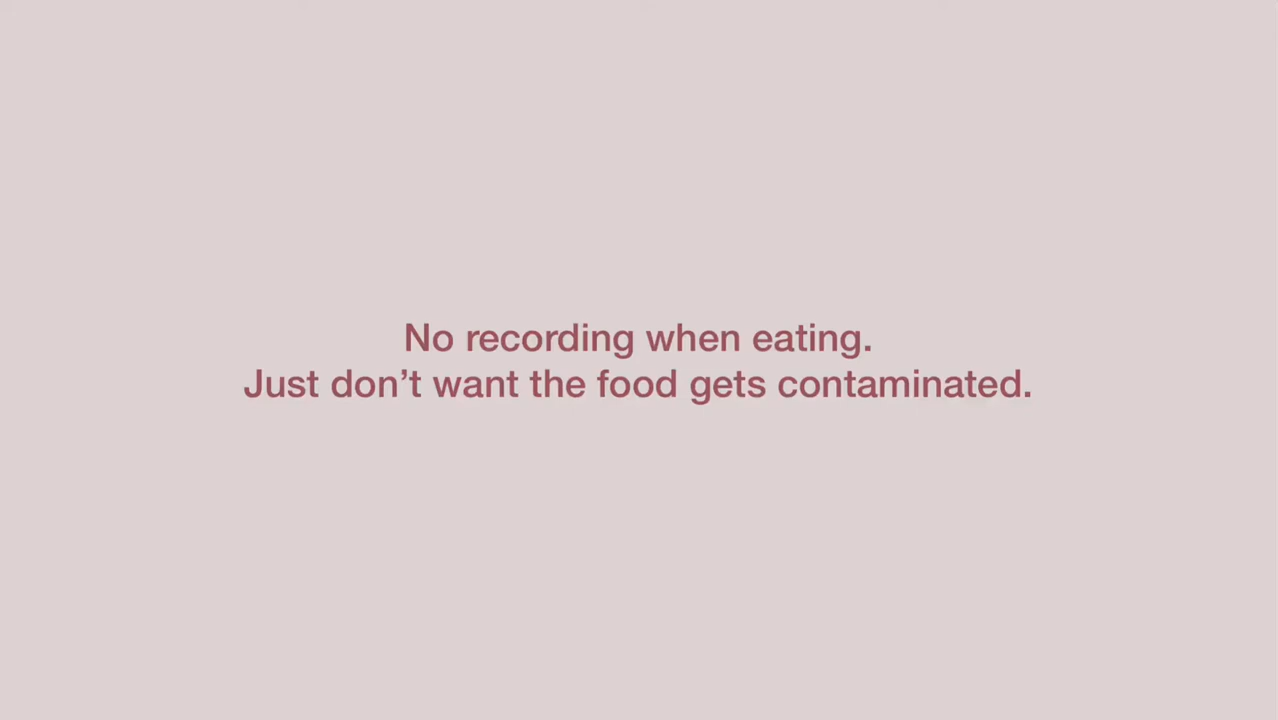 No recording when eating.
Just don’t want the food gets contaminated.